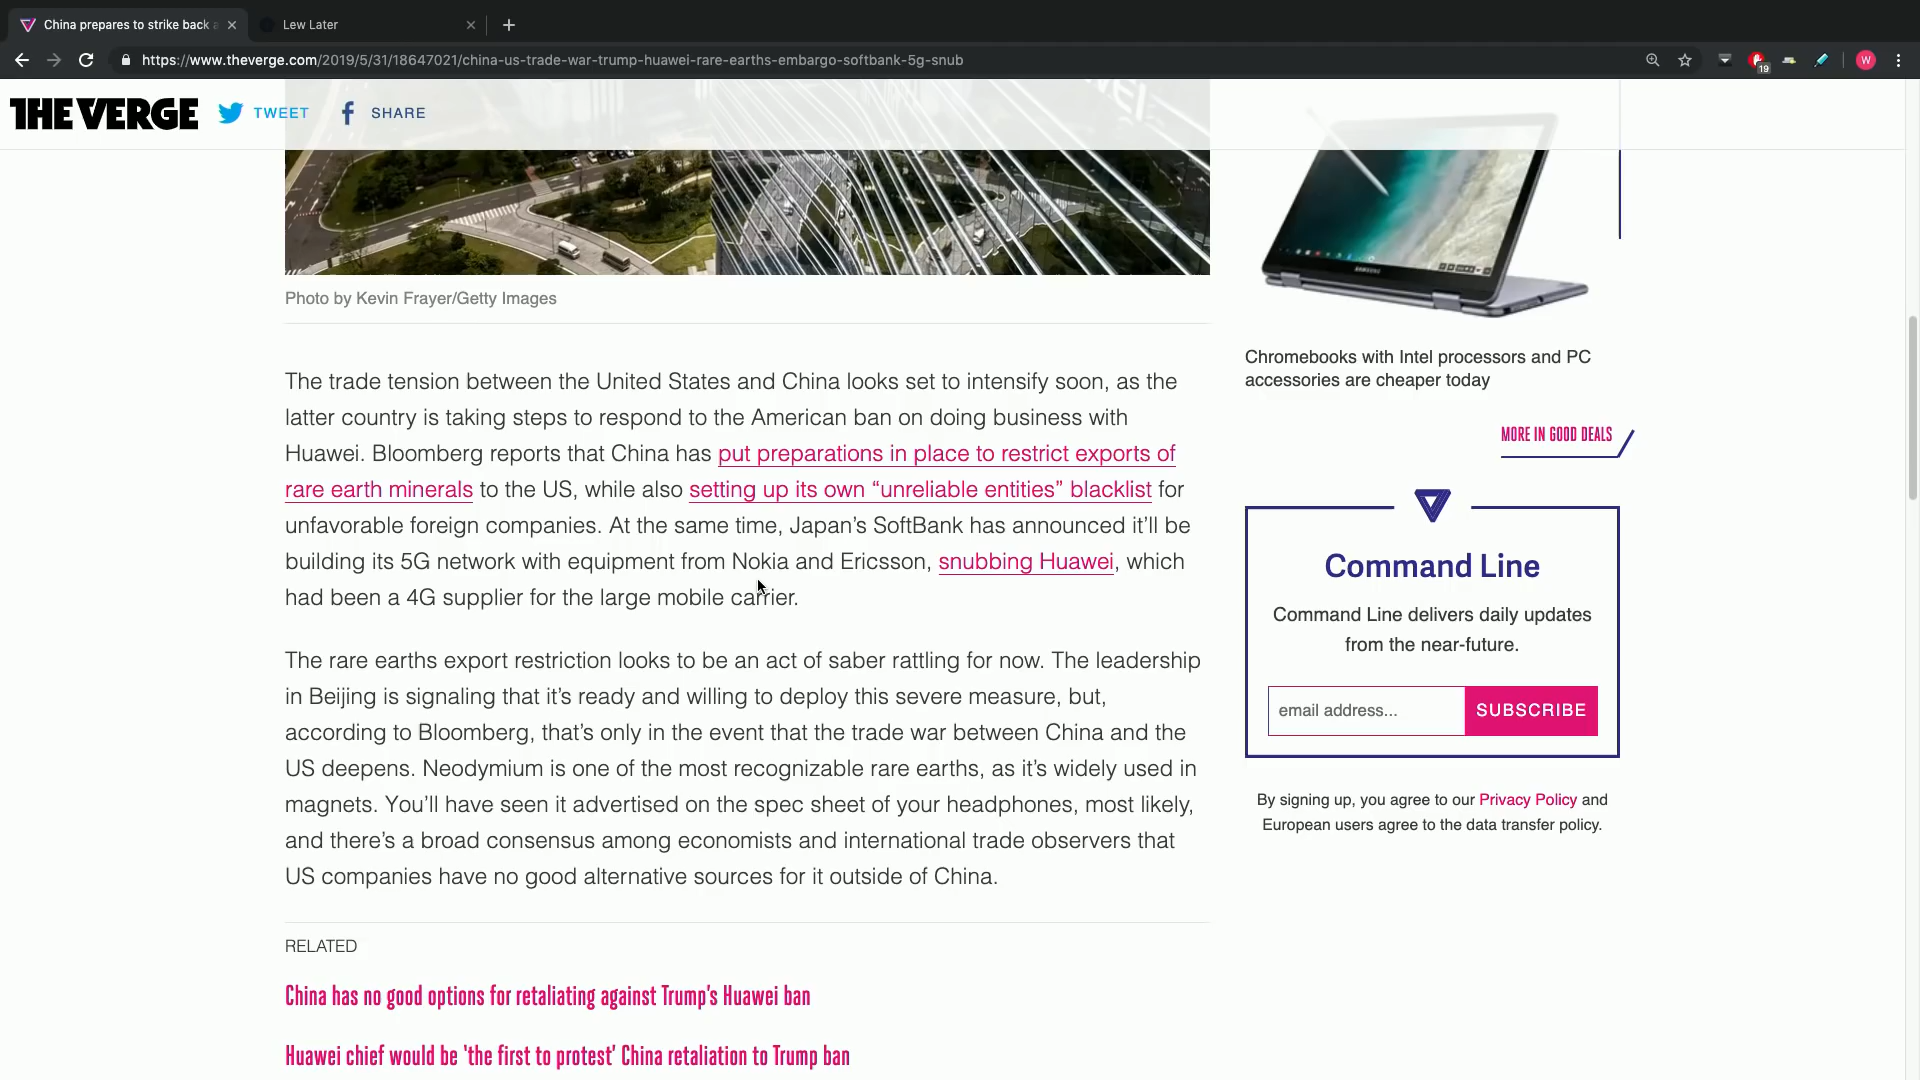 China prepares to strike back a
Lew Later
https://www.theverge.com/2019/5/31/18647021/china-us-trade-war-trump-huawei-rare-earths-embargo-softbank-5g-snub
19
W
THE VERGE
TWEET
SHARE
Photo by Kevin Frayer/Getty Images
The trade tension between the United States and China looks set to intensify soon, as the
latter country is taking steps to respond to the American ban on doing business with
Huawei. Bloomberg reports that China has put preparations in place to restrict exports of
rare earth minerals to the US, while also setting up its own “unreliable entities” blacklist for
unfavorable foreign companies. At the same time, Japan’s SoftBank has announced it’ll be
building its 5G network with equipment from Nokia and Ericsson, snubbing Huawei, which
had been a 4G supplier for the large mobile carrier.
The rare earths export restriction looks to be an act of saber rattling for now. The leadership
in Beijing is signaling that it’s ready and willing to deploy this severe measure, but,
according to Bloomberg, that’s only in the event that the trade war between China and the
US deepens. Neodymium is one of the most recognizable rare earths, as it’s widely used in
magnets. You’ll have seen it advertised on the spec sheet of your headphones, most likely,
and there’s a broad consensus among economists and international trade observers that
US companies have no good alternative sources for it outside of China.
RELATED
China has no good options for retaliating against Trump’s Huawei ban
Huawei chief would be ‘the first to protest’ China retaliation to Trump ban
SAMSUNG
Chromebooks with Intel processors and PC
accessories are cheaper today
MORE IN GOOD DEALS
Command Line
Command Line delivers daily updates
from the near-future.
email address...
SUBSCRIBE
By signing up, you agree to our Privacy Policy and
European users agree to the data transfer policy.